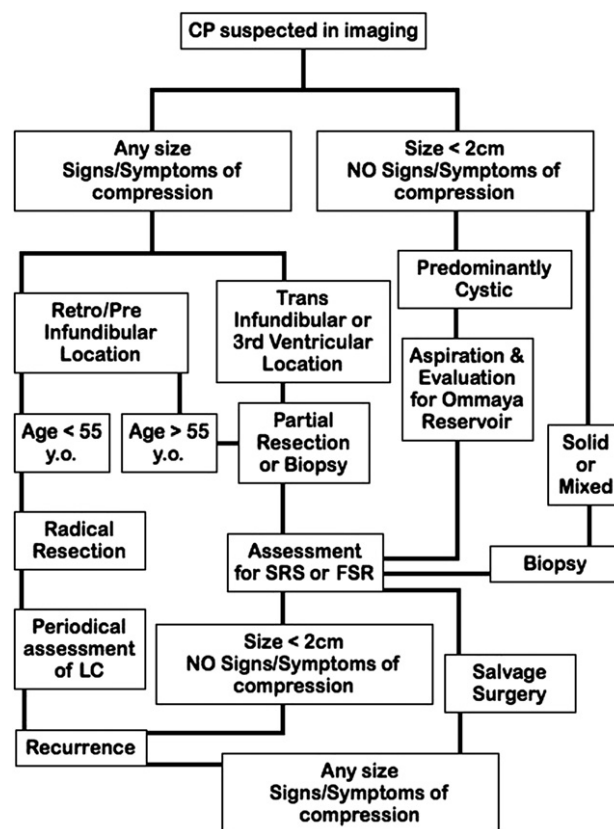 CP suspected in imaging
Any size
Signs/Symptoms of
compression
Size < 2cm
NO Signs/Symptoms of
compression
Retro/Pre
Infundibular
Location
Trans
Infundibular or
3rd Ventricular
Location
Predominantly
Cystic
Aspiration &
Evaluation
for Ommaya
Reservoir
Age < 55
y.o.
Age > 55
y.o.
Partial
Resection
or Biopsy
Solid
or
Mixed
Radical
Resection
Assessment
for SRS or FSR
Biopsy
Periodical
assessment
of LC
Size < 2cm
NO Signs/Symptoms of
compression
Salvage
Surgery
Recurrence
Any size
Signs/Symptoms of
compression